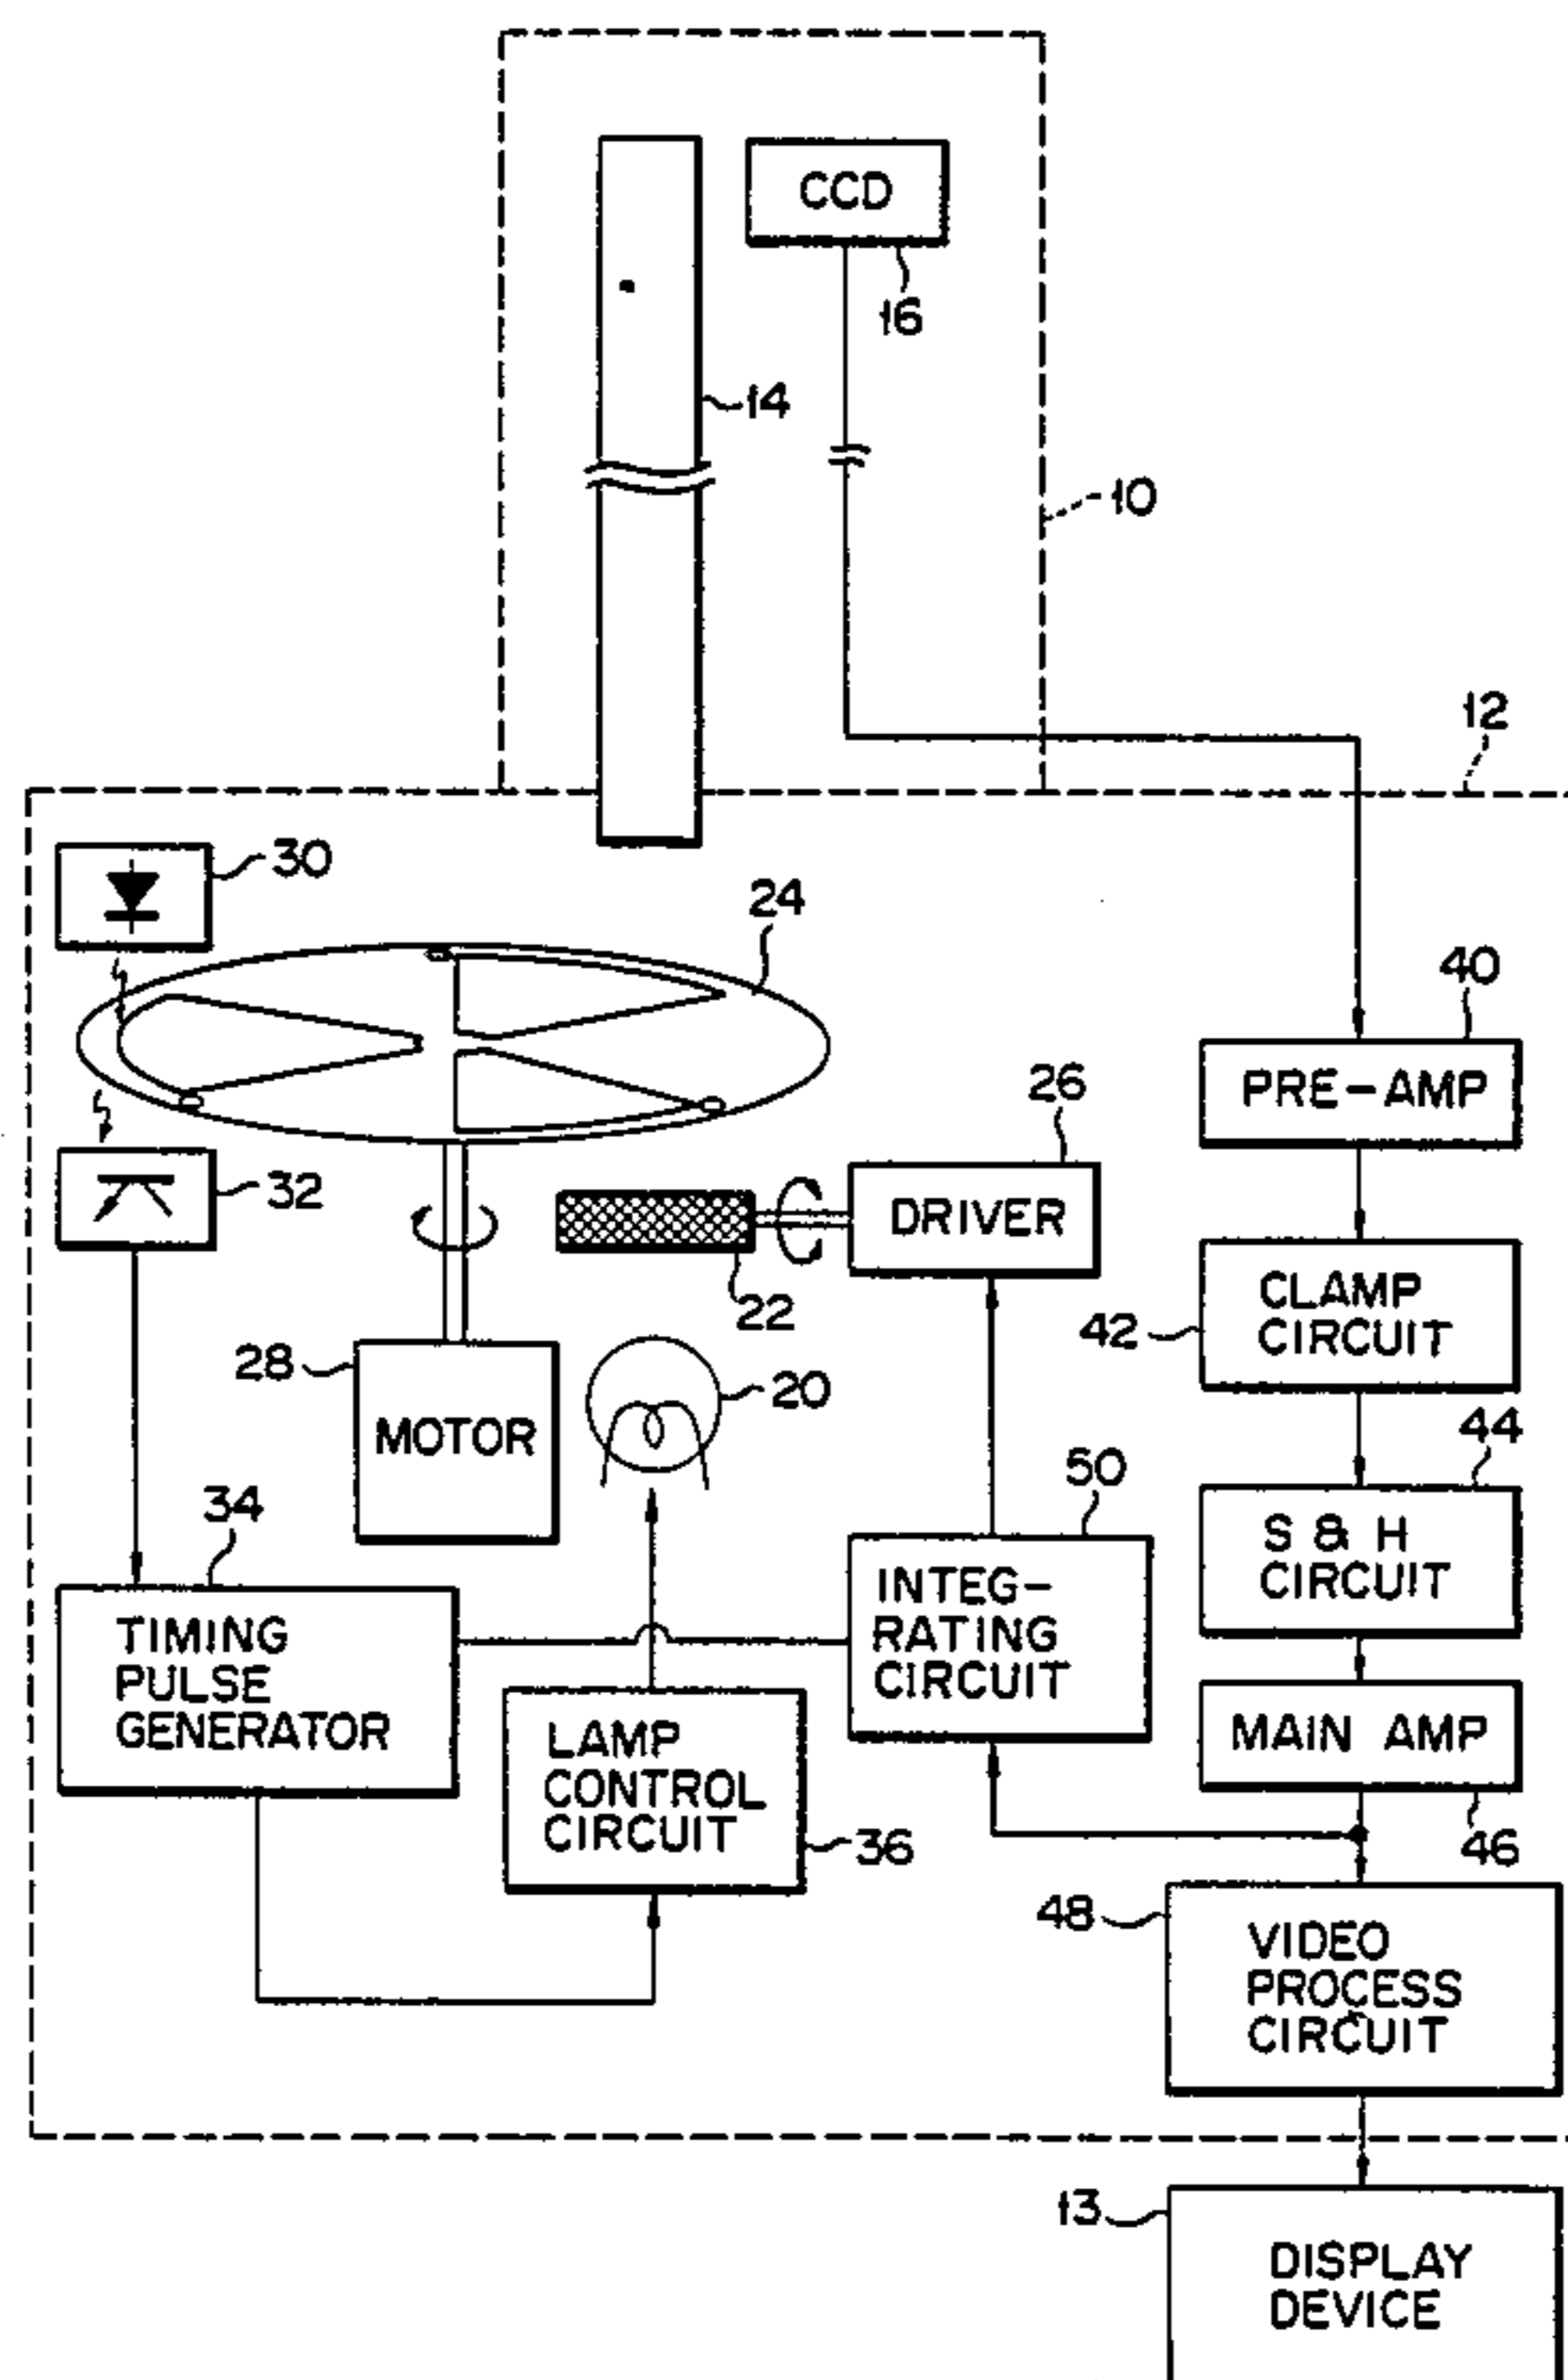 CCD
16
14
10
12
30
24
40
PRE-AMP
26
32
DRIVER
22
CLAMP
CIRCUIT
42
28
20
MOTOR
44
50
34
S & H
CIRCUIT
INTEG-
RATING
CIRCUIT
TIMING
PULSE
GENERATOR
LAMP
CONTROL
CIRCUIT
MAIN AMP
36
46
48
VIDEO
PROCESS
CIRCUIT
13
DISPLAY
DEVICE